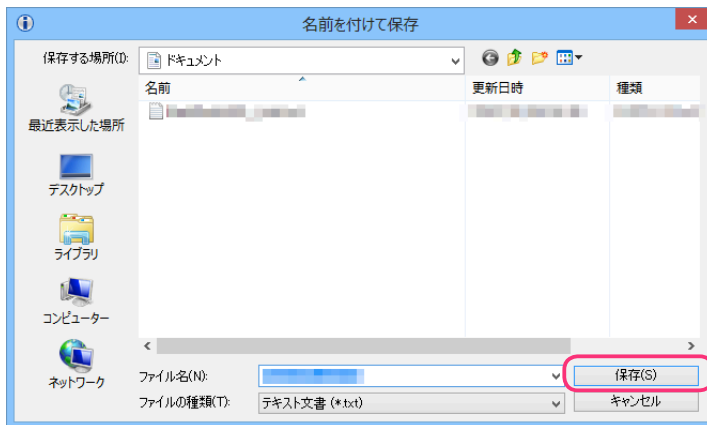 名前を付けて保存
保存する場所(I):
ドキュメント
名前
更新日時
種類
最近表示した場所
デスクトップ
ライブラリ
コンピューター
ネットワーク
ファイル名(N):
保存(S)
ファイルの種類(T):
テキスト文書 (*.txt)
キャンセル